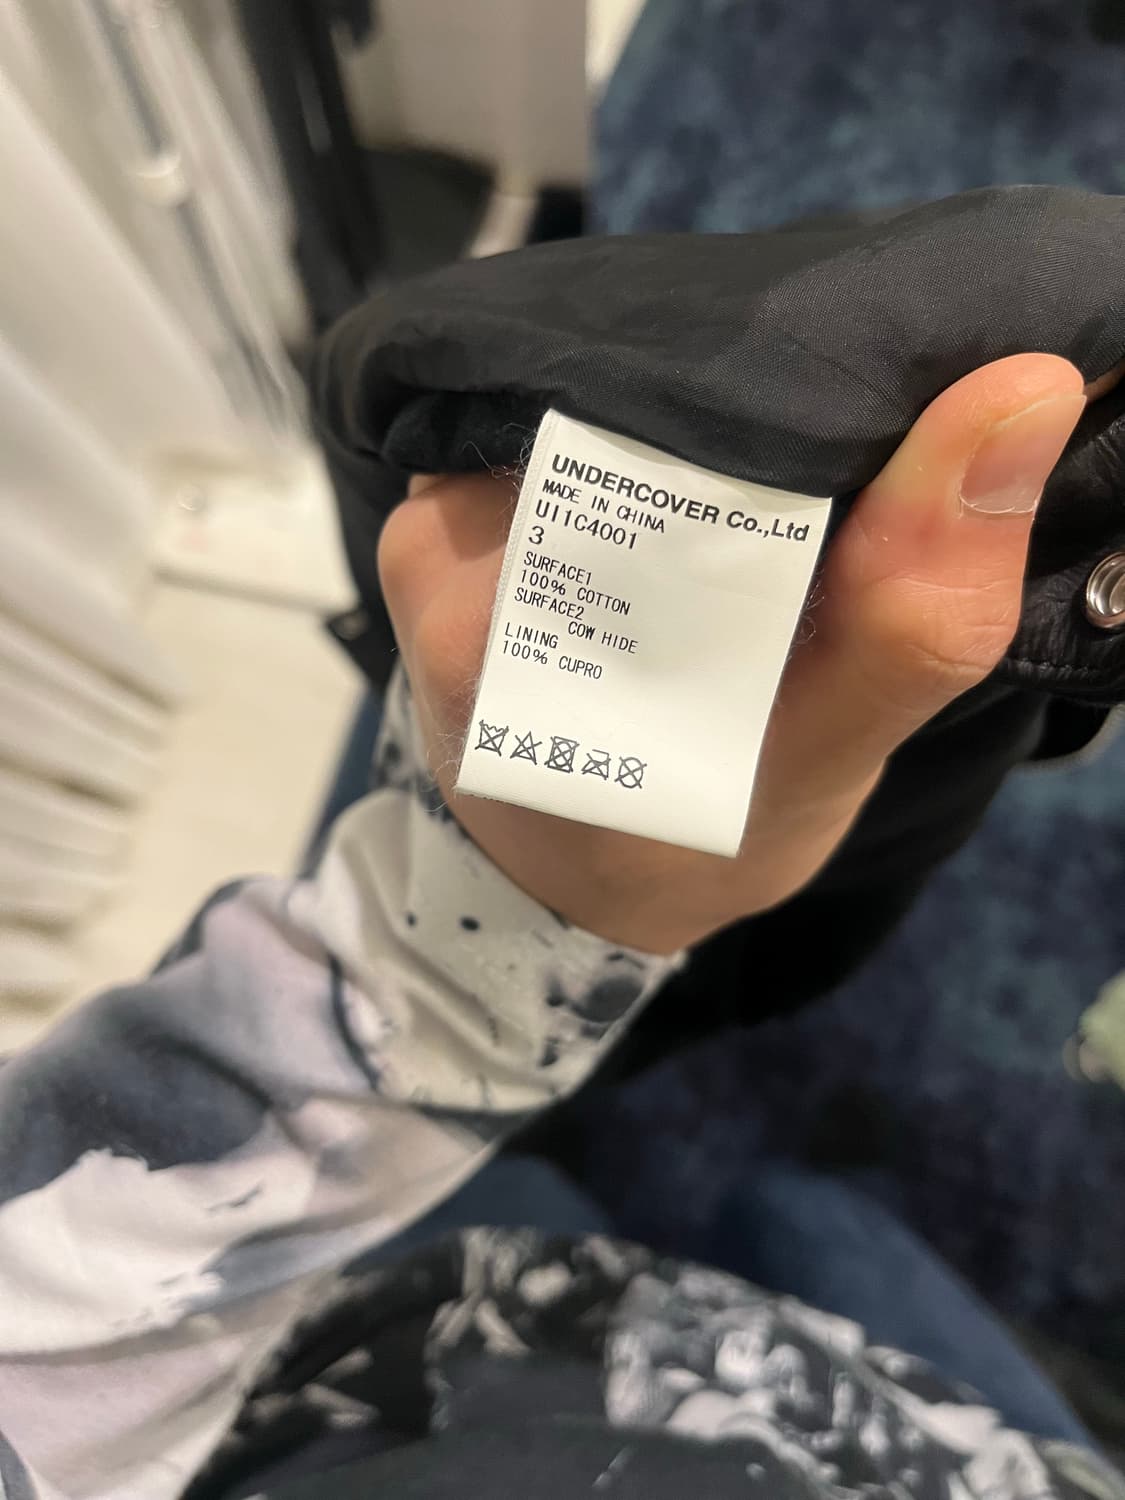 UNDERCOVER Co.,Ltd
MADE IN CHINA
UI1C4001
3
SURFACE1
100% COTTON
SURFACE2
COW HIDE
LINING
100% CUPRO